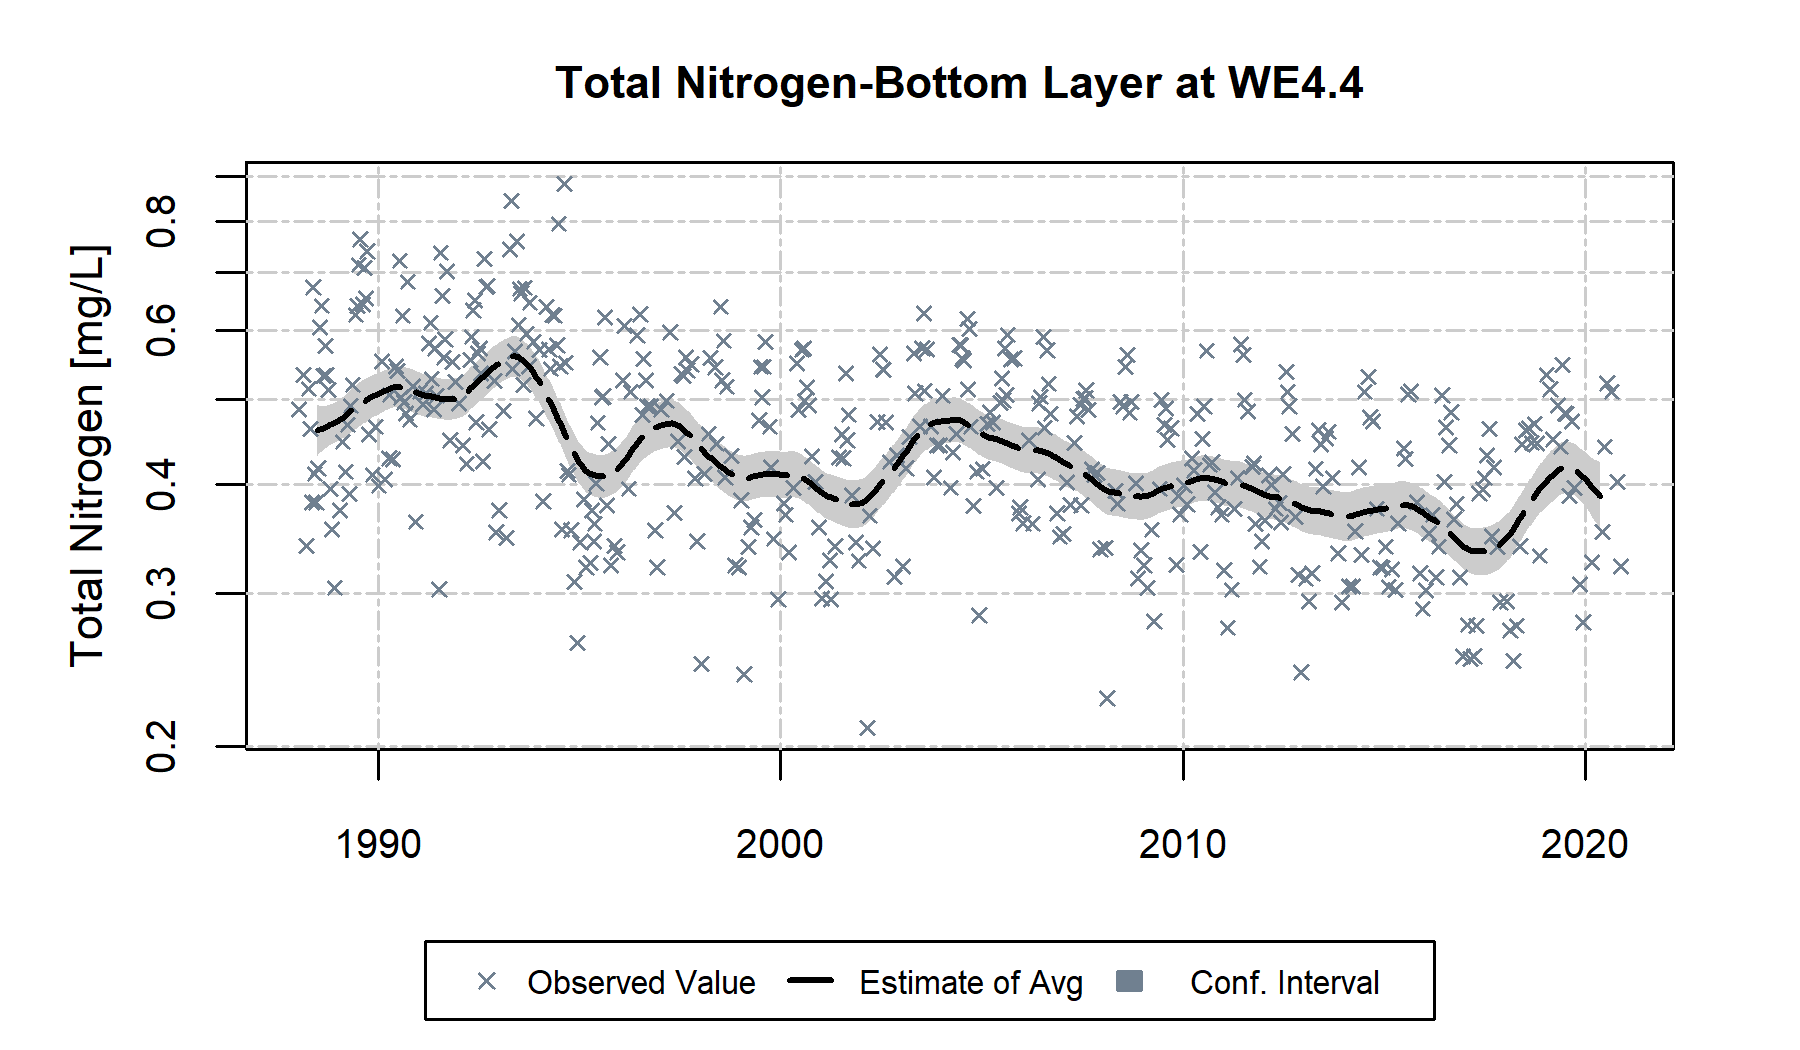 Total Nitrogen-Bottom Layer at WE4.4
Total Nitrogen [mg/L]
0.8
0.6
0.4
0.3
0.2
1990 2000 2010 2020
Observed Value Estimate of Avg Conf. Interval